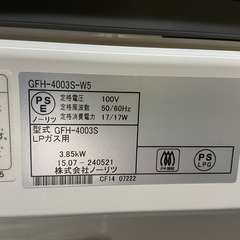 GFH-4003S-W5
PS
E
ノーリツ
定格電圧 : 100V
定格周波数 : 50/60Hz
定格消費電力 : 17/17W
型式 GFH-4003S
LPガス用
3.85kW
15.07-240521
株式会社ノーリツ
CF14 07222
PS
LPG